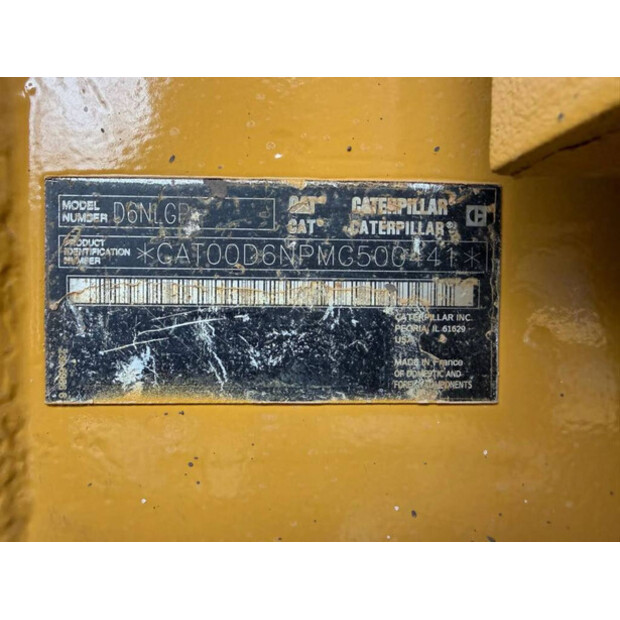 MODEL NUMBER D6NLGP
CAT CATERPILLAR
CAT® CATERPILLAR®
PRODUCT IDENTIFICATION NUMBER
CATERPILLAR INC.
PEORIA, IL 61629
USA
MADE IN France
OF DOMESTIC AND
FOREIGN COMPONENTS